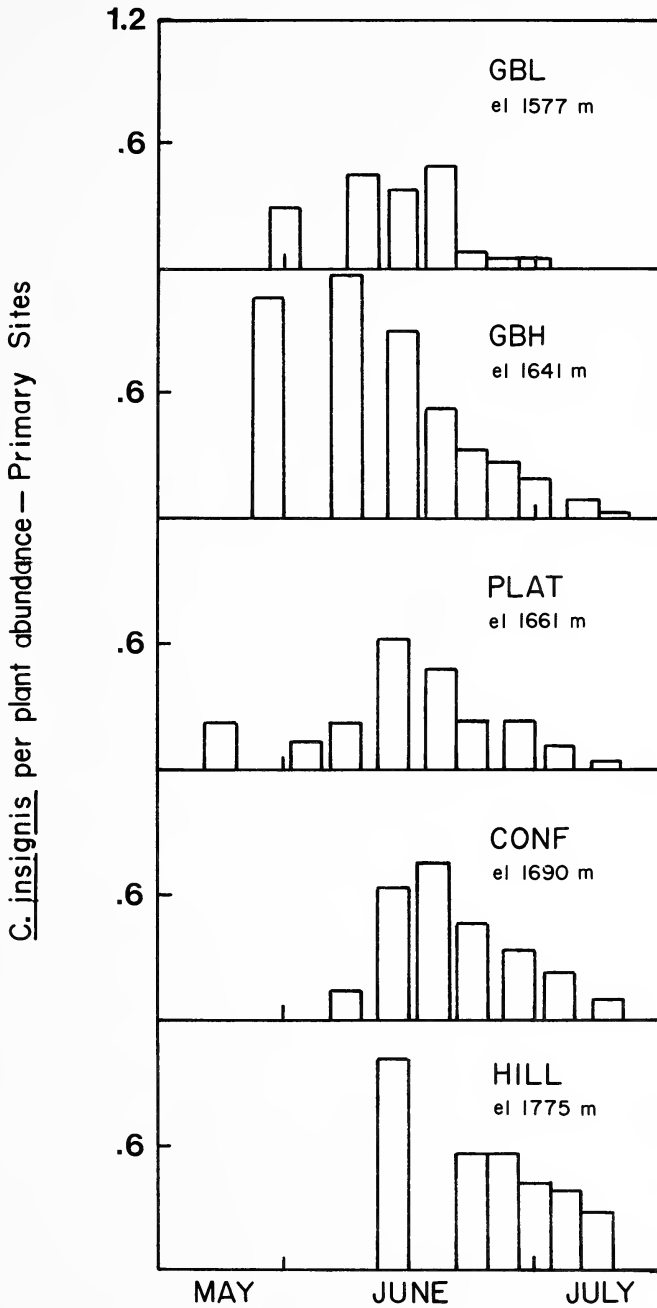 1.2
GBL
el 1577 m
.6
GBH
el 1641 m
.6
PLAT
el 1661 m
.6
CONF
el 1690 m
.6
HILL
el 1775 m
.6
MAY JUNE JULY
C. insignis per plant abundance — Primary Sites